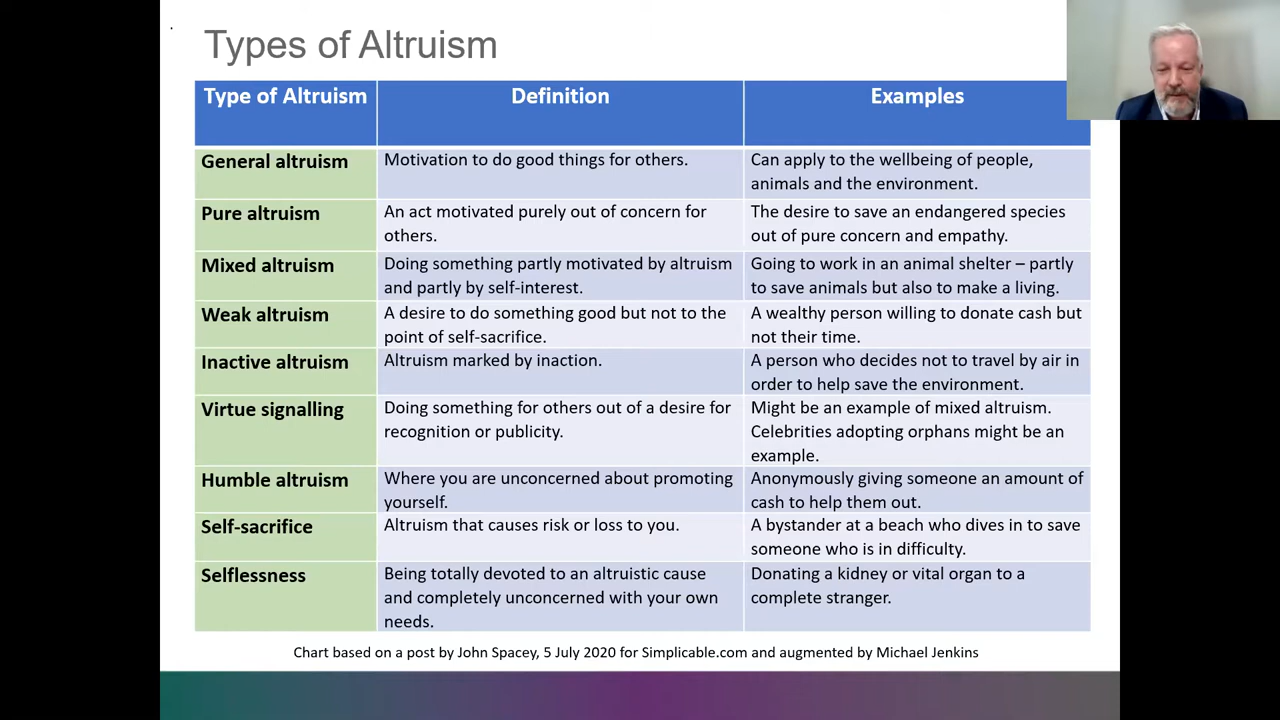 Types of Altruism
Type of Altruism
Definition
Examples
General altruism
Motivation to do good things for others.
Can apply to the wellbeing of people,
animals and the environment.
Pure altruism
An act motivated purely out of concern for
others.
The desire to save an endangered species
out of pure concern and empathy.
Mixed altruism
Doing something partly motivated by altruism
and partly by self-interest.
Going to work in an animal shelter – partly
to save animals but also to make a living.
Weak altruism
A desire to do something good but not to the
point of self-sacrifice.
A wealthy person willing to donate cash but
not their time.
Inactive altruism
Altruism marked by inaction.
A person who decides not to travel by air in
order to help save the environment.
Virtue signalling
Doing something for others out of a desire for
recognition or publicity.
Might be an example of mixed altruism.
Celebrities adopting orphans might be an
example.
Humble altruism
Where you are unconcerned about promoting
yourself.
Anonymously giving someone an amount of
cash to help them out.
Self-sacrifice
Altruism that causes risk or loss to you.
A bystander at a beach who dives in to save
someone who is in difficulty.
Selflessness
Being totally devoted to an altruistic cause
and completely unconcerned with your own
needs.
Donating a kidney or vital organ to a
complete stranger.
Chart based on a post by John Spacey, 5 July 2020 for Simplicable.com and augmented by Michael Jenkins